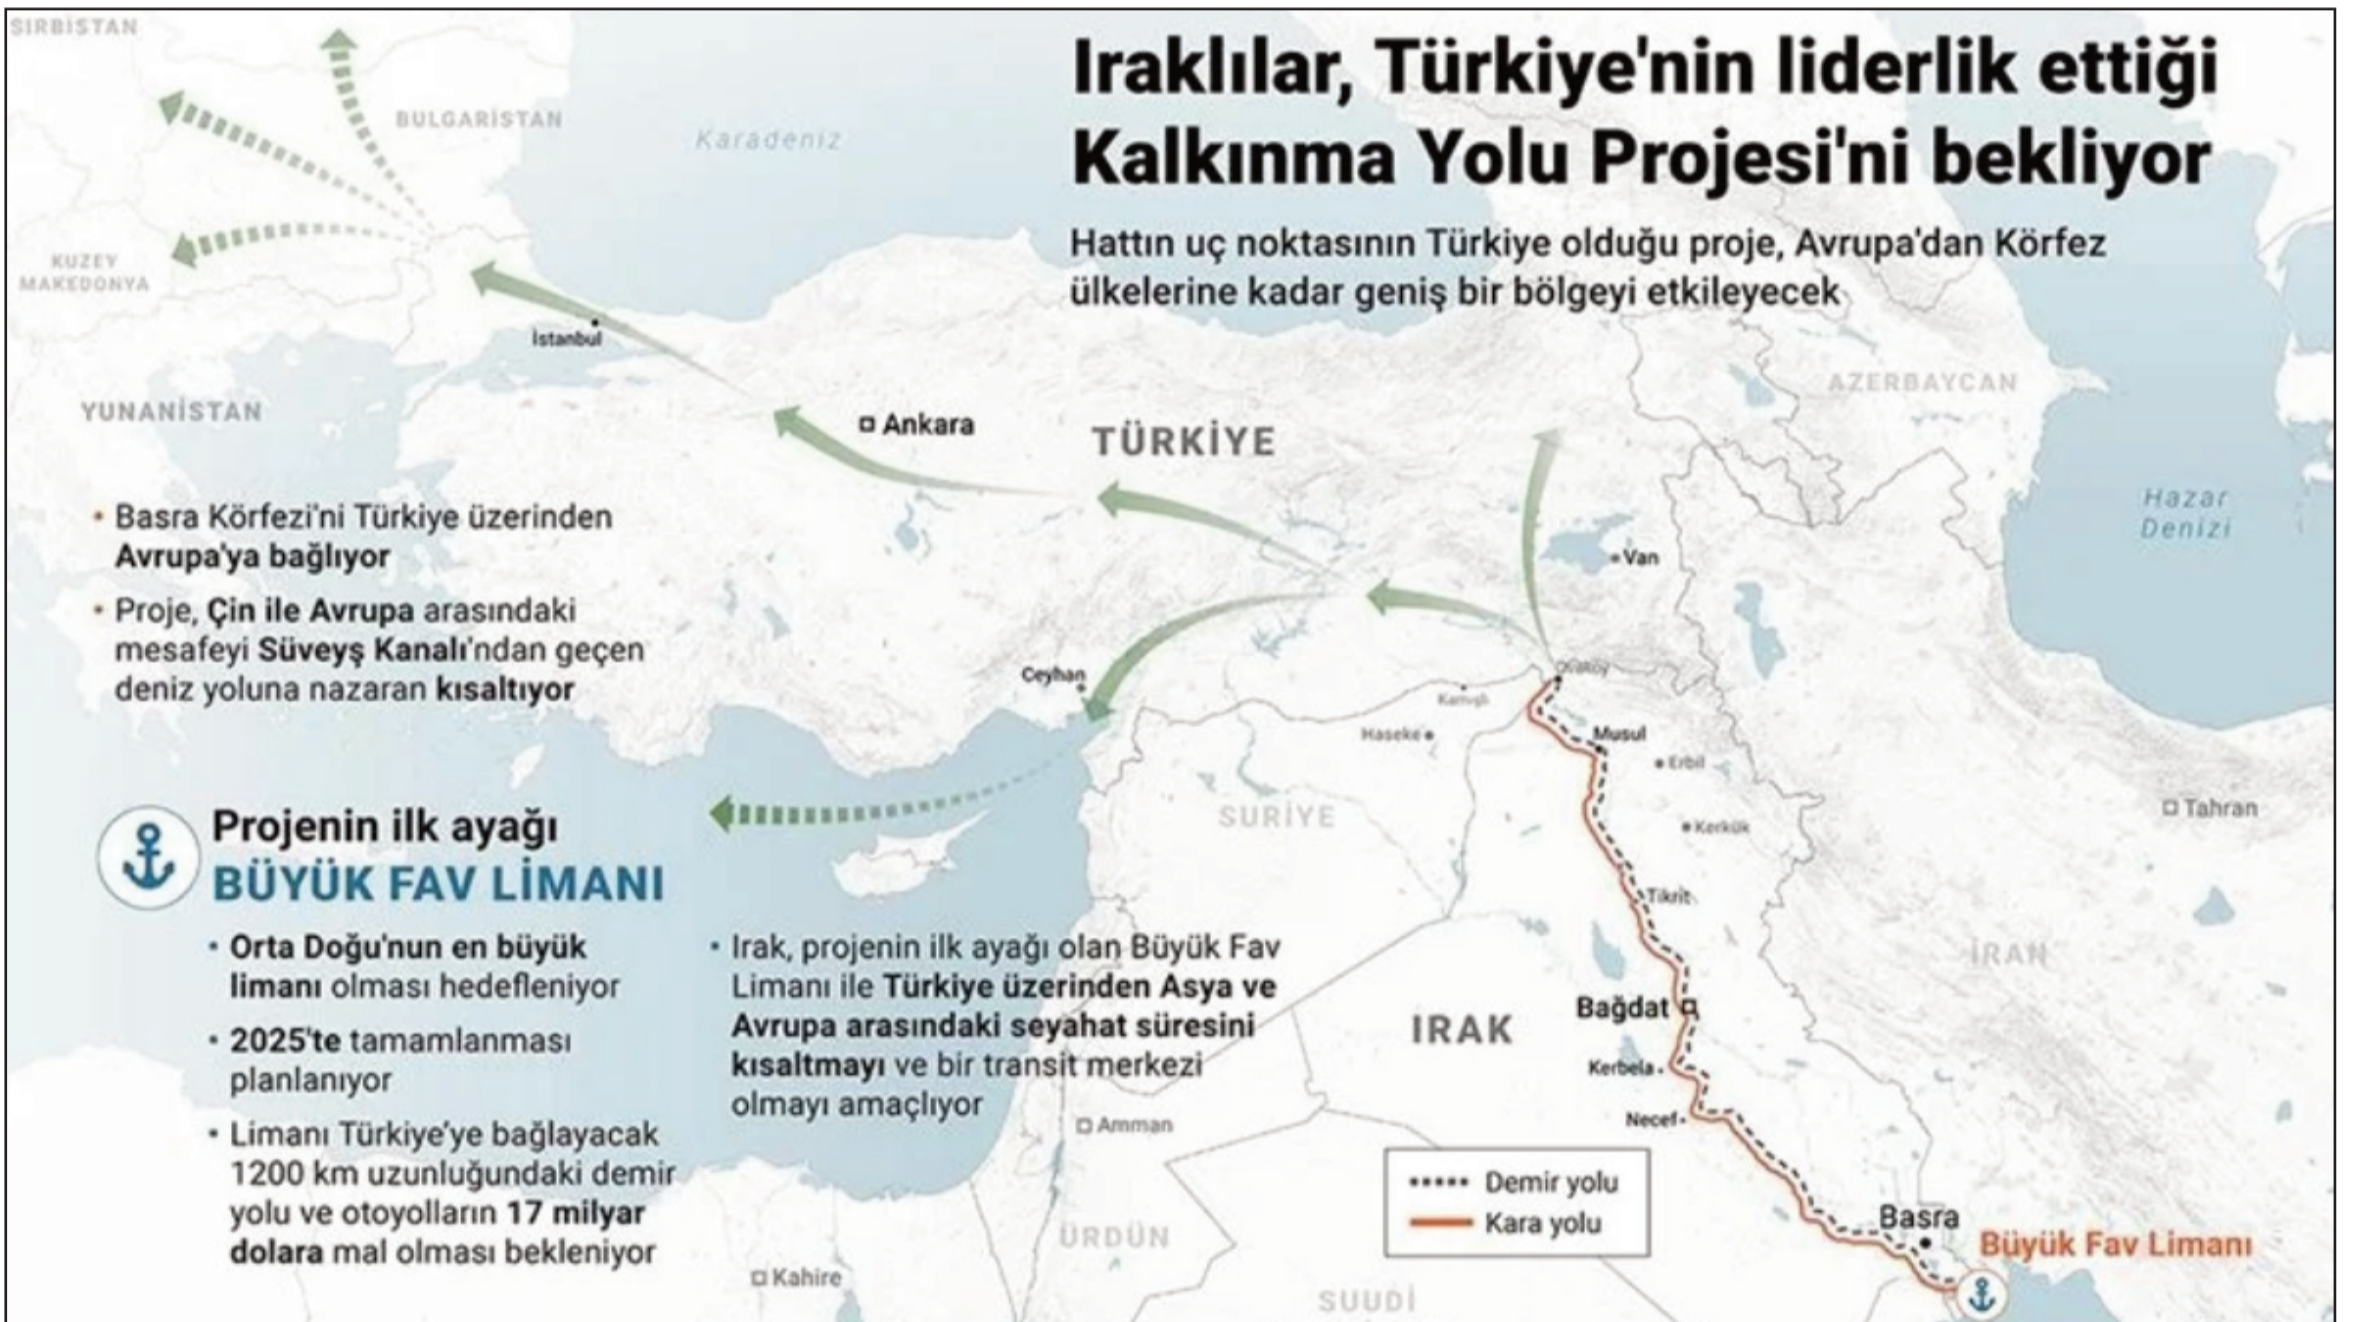 Iraklılar, Türkiye'nin liderlik ettiği
Kalkınma Yolu Projesi'ni bekliyor
Hattın uç noktasının Türkiye olduğu proje, Avrupa'dan Körfez
ülkelerine kadar geniş bir bölgeyi etkileyecek
SIRBİSTAN
BULGARİSTAN
Karadeniz
KUZEY
MAKEDONYA
İstanbul
YUNANİSTAN
Ankara
TÜRKİYE
AZERBAYCAN
Hazar
Denizi
Van
• Basra Körfezi'ni Türkiye üzerinden
Avrupa'ya bağlıyor
• Proje, Çin ile Avrupa arasındaki
mesafeyi Süveyş Kanalı'ndan geçen
deniz yoluna nazaran kısaltıyor
Ceyhan
Ovaköy
Kamışlı
Haseke
Musul
Erbil
SURİYE
Kerkük
Tahran
Tikrit
İRAN
Projenin ilk ayağı
BÜYÜK FAV LİMANI
• Orta Doğu'nun en büyük
limanı olması hedefleniyor
• 2025'te tamamlanması
planlanıyor
• Limanı Türkiye'ye bağlayacak
1200 km uzunluğundaki demir
yolu ve otoyolların 17 milyar
dolara mal olması bekleniyor
• Irak, projenin ilk ayağı olan Büyük Fav
Limanı ile Türkiye üzerinden Asya ve
Avrupa arasındaki seyahat süresini
kısaltmayı ve bir transit merkezi
olmayı amaçlıyor
Bağdat
IRAK
Kerbela
Necef
Amman
Demir yolu
Kara yolu
ÜRDÜN
Basra
Büyük Fav Limanı
Kahire
SUUDİ